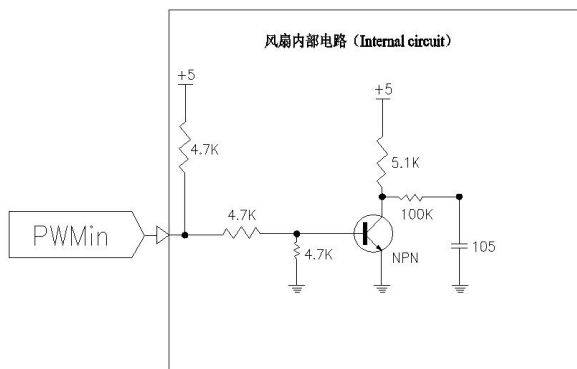 风扇内部电路（Internal circuit）
+5
+5
4.7K
5.1K
4.7K
100K
PWMin
4.7K
NPN
105